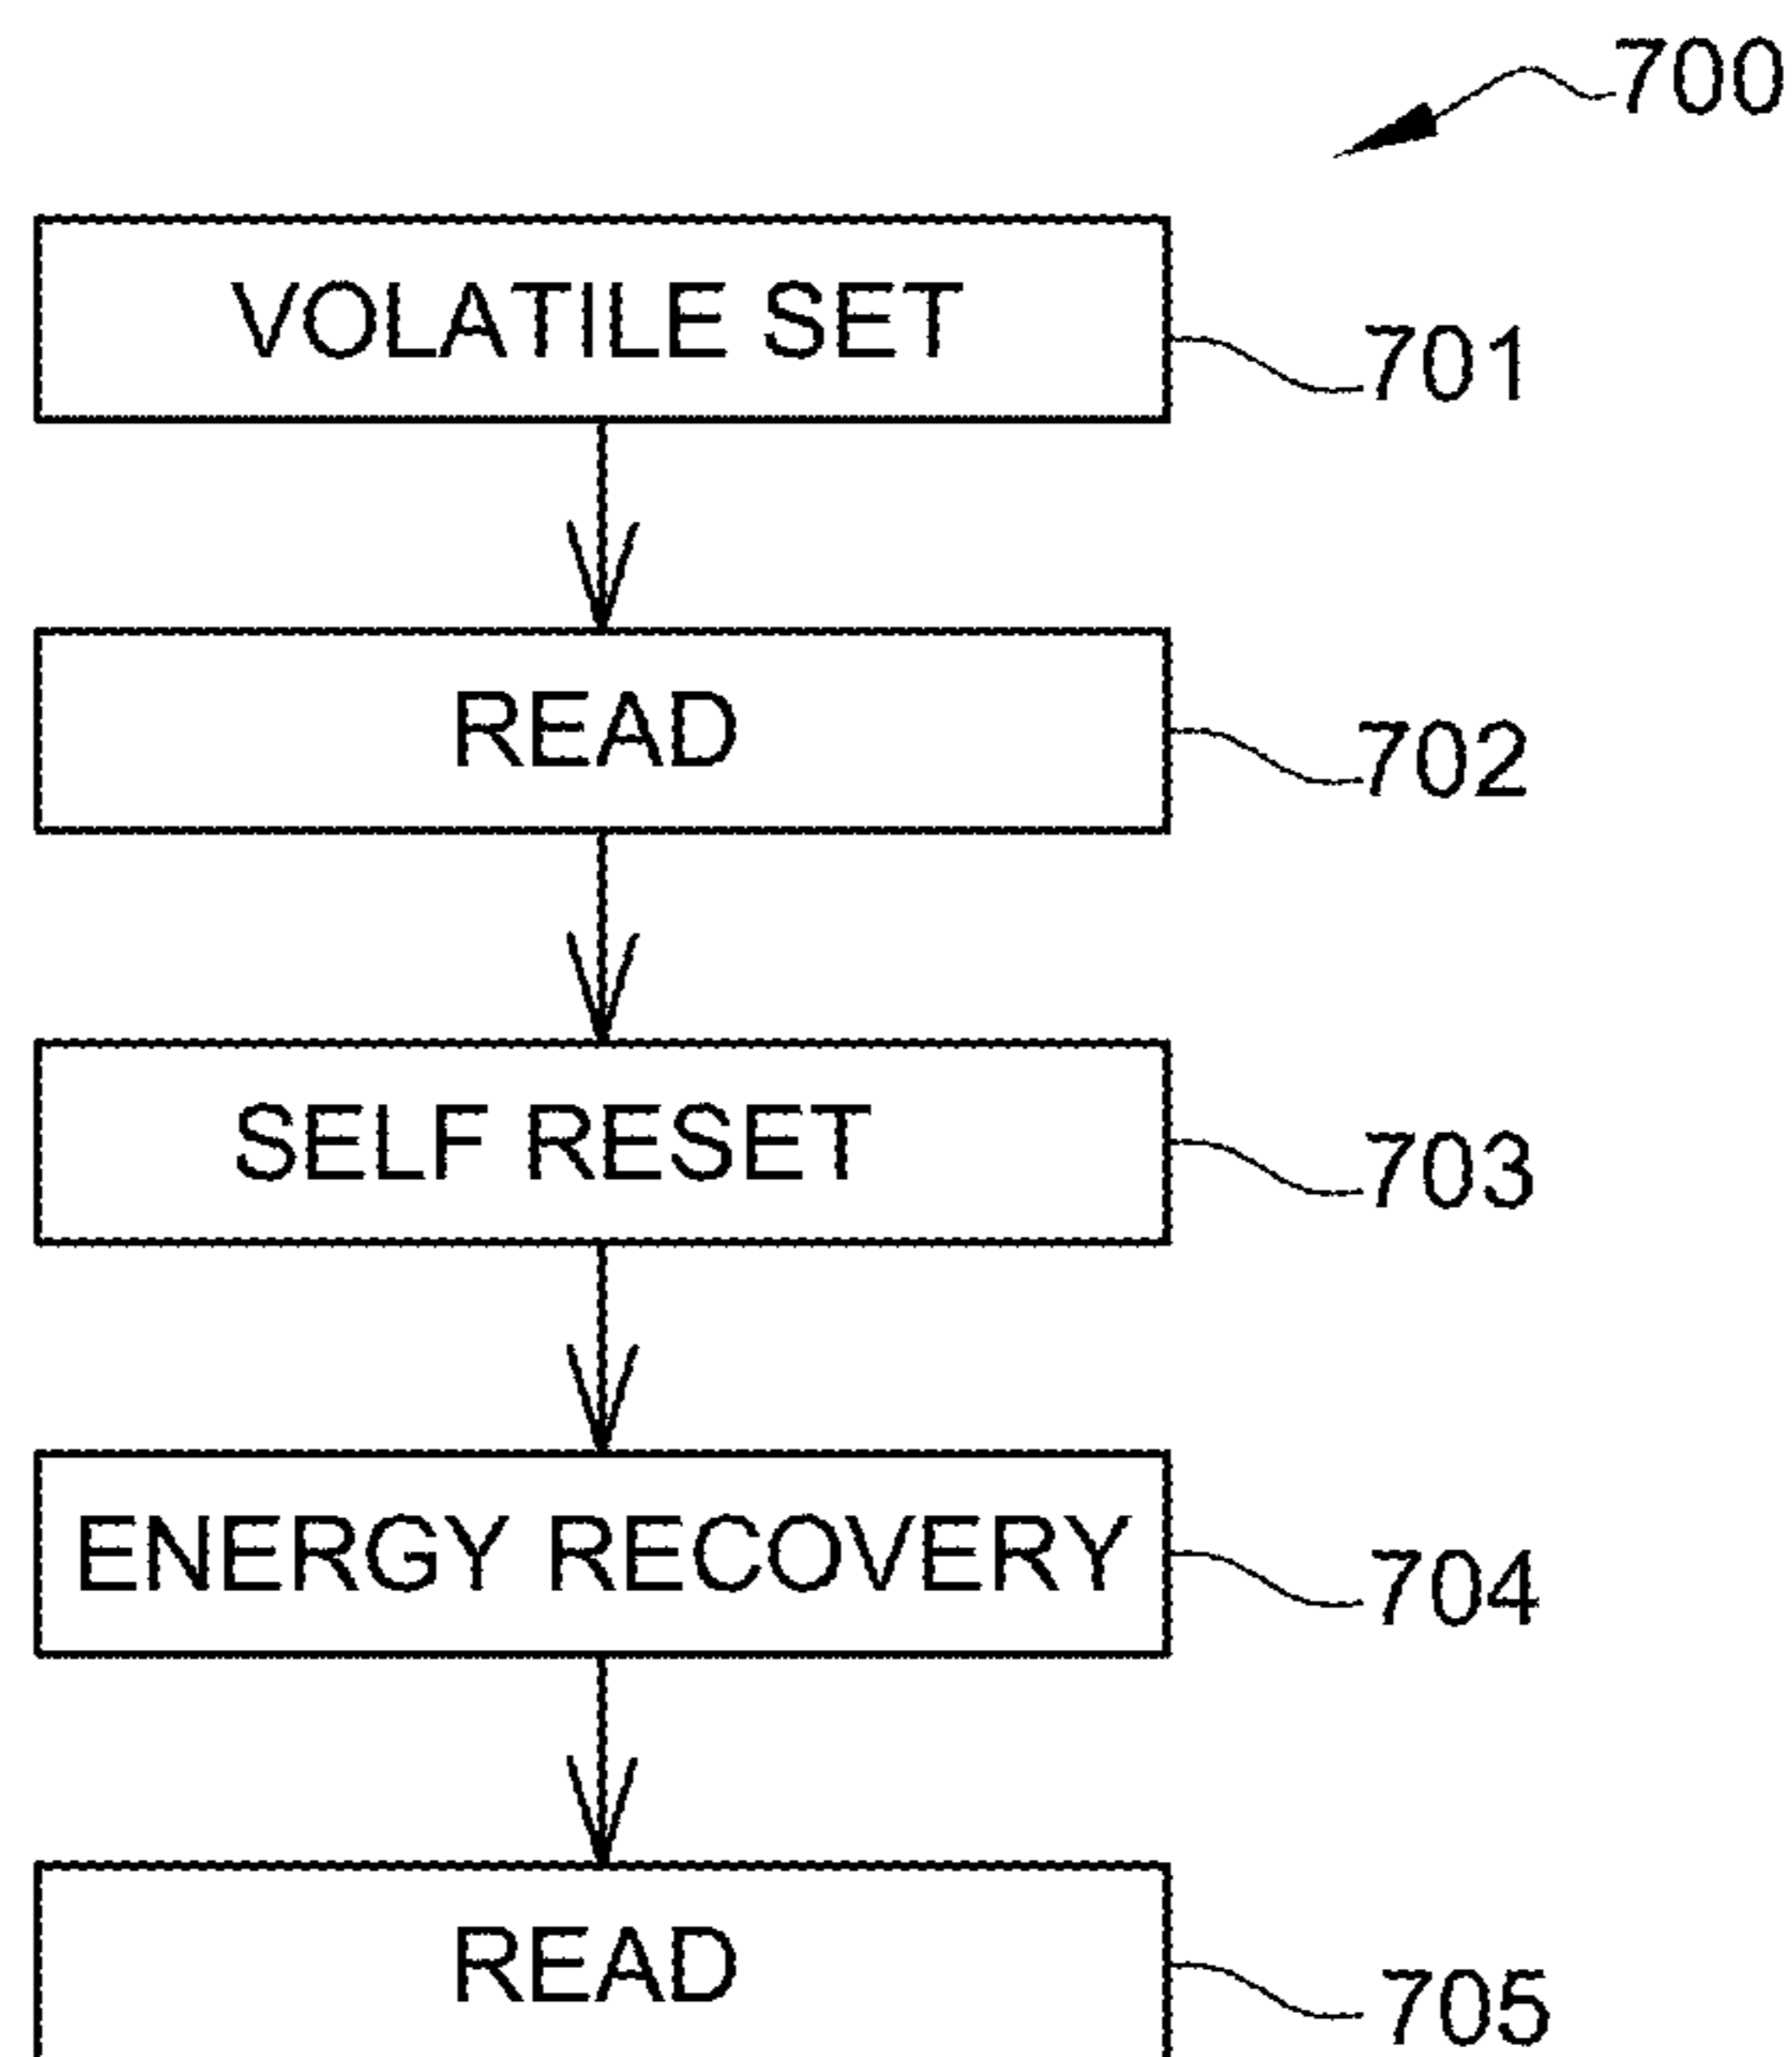 700
VOLATILE SET
701
READ
702
SELF RESET
703
ENERGY RECOVERY
704
READ
705